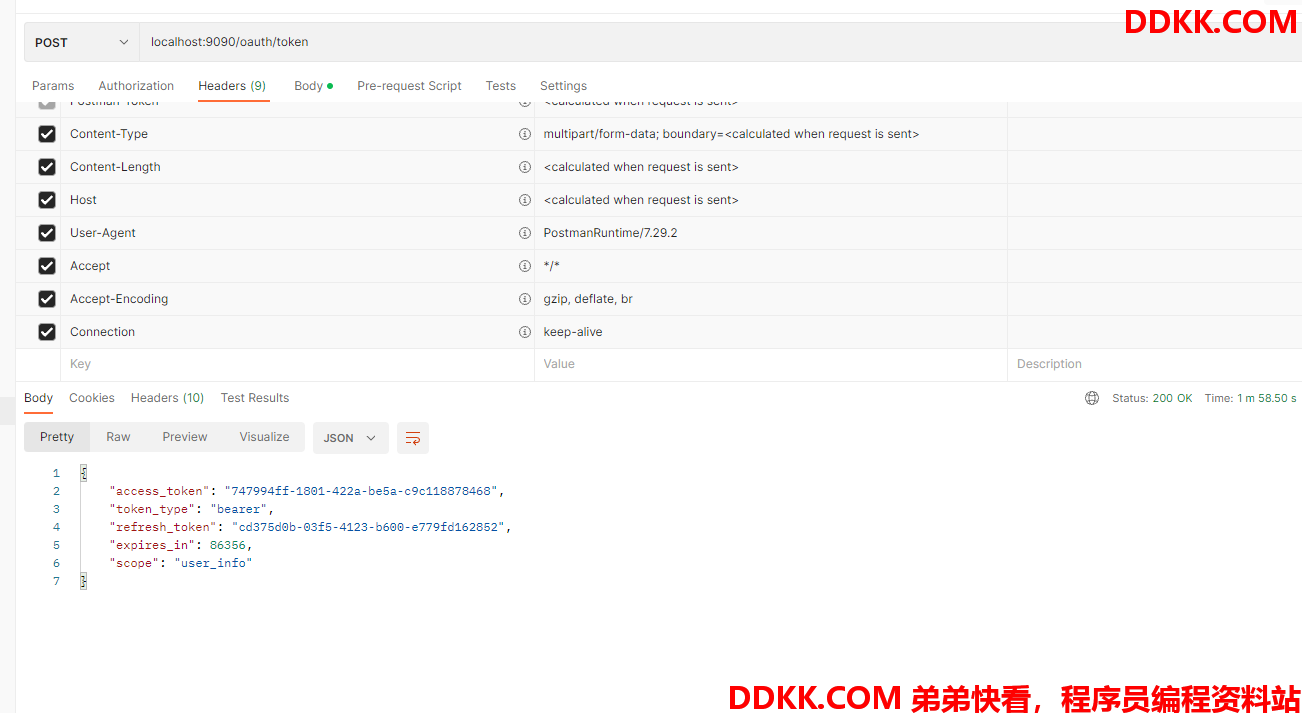 DDKK.COM
POST localhost:9090/oauth/token
Params Authorization Headers (9) Body Pre-request Script Tests Settings
Postman-Token <calculated when request is sent>
Content-Type multipart/form-data; boundary=<calculated when request is sent>
Content-Length <calculated when request is sent>
Host <calculated when request is sent>
User-Agent PostmanRuntime/7.29.2
Accept */*
Accept-Encoding gzip, deflate, br
Connection keep-alive
Key Value Description
Body Cookies Headers (10) Test Results Status: 200 OK Time: 1 m 58.50 s
Pretty Raw Preview Visualize JSON
1 {
2 "access_token": "747994ff-1801-422a-be5a-c9c118878468",
3 "token_type": "bearer",
4 "refresh_token": "cd375d0b-03f5-4123-b600-e779fd162852",
5 "expires_in": 86356,
6 "scope": "user_info"
7 }
DDKK.COM 弟弟快看，程序员编程资料站